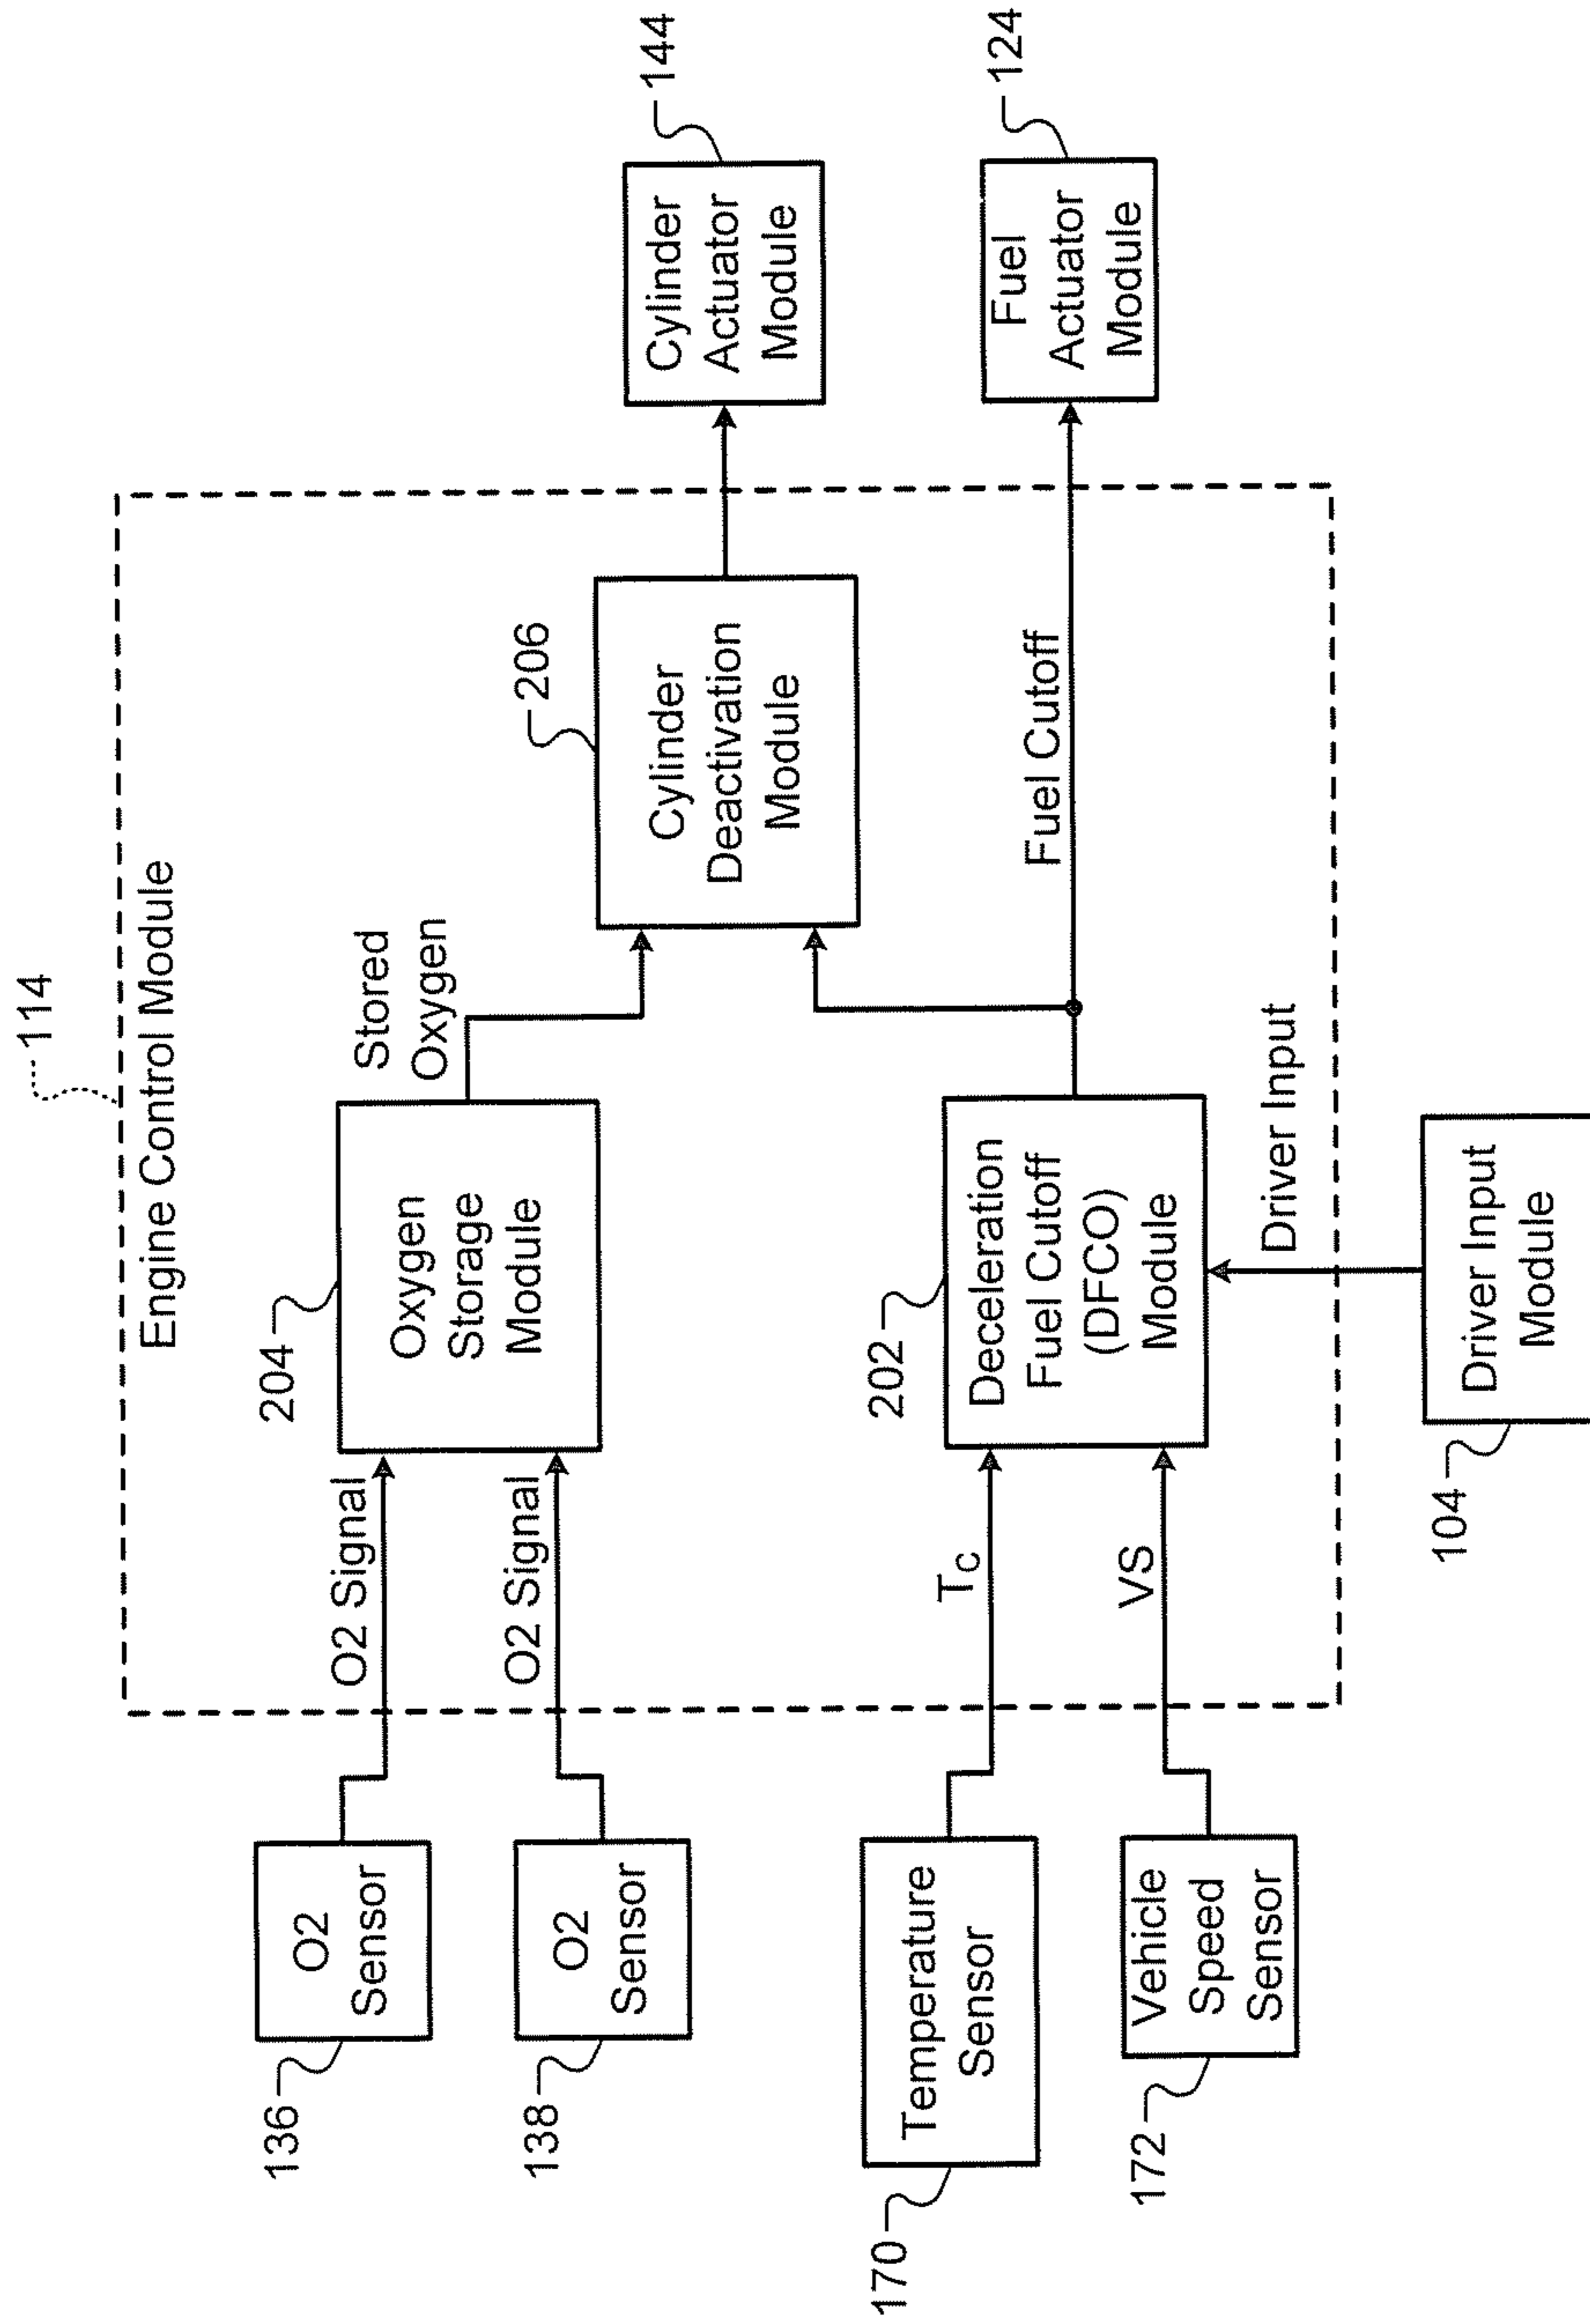 114
Engine Control Module
136
O2
Sensor
O2 Signal
204
Oxygen
Storage
Module
Stored
Oxygen
138
O2
Sensor
O2 Signal
206
Cylinder
Deactivation
Module
Cylinder
Actuator
Module
144
170
Temperature
Sensor
TC
202
Deceleration
Fuel Cutoff
(DFCO)
Module
Fuel Cutoff
Fuel
Actuator
Module
124
172
Vehicle
Speed
Sensor
VS
Driver Input
104
Driver Input
Module